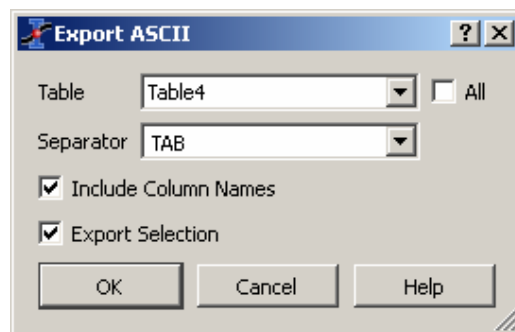 Export ASCII
Table Table4 All
Separator TAB
Include Column Names
Export Selection
OK Cancel Help